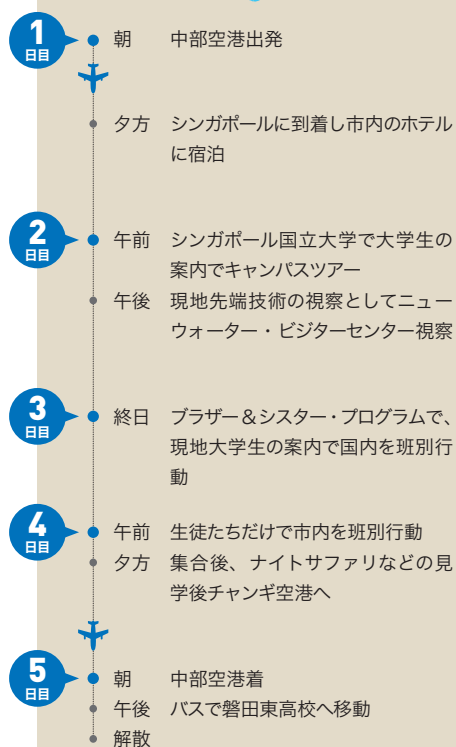 1
日目
朝 中部空港出発
夕方 シンガポールに到着し市内のホテル
に宿泊
2
日目
午前 シンガポール国立大学で大学生の
案内でキャンパスツアー
午後 現地先端技術の視察としてニュー
ウォーター・ビジターセンター視察
3
日目
終日 ブラザー＆シスター・プログラムで、
現地大学生の案内で国内を班別行
動
4
日目
午前 生徒たちだけで市内を班別行動
夕方 集合後、ナイトサファリなどの見
学後チャンギ空港へ
5
日目
朝 中部空港着
午後 バスで磐田東高校へ移動
解散